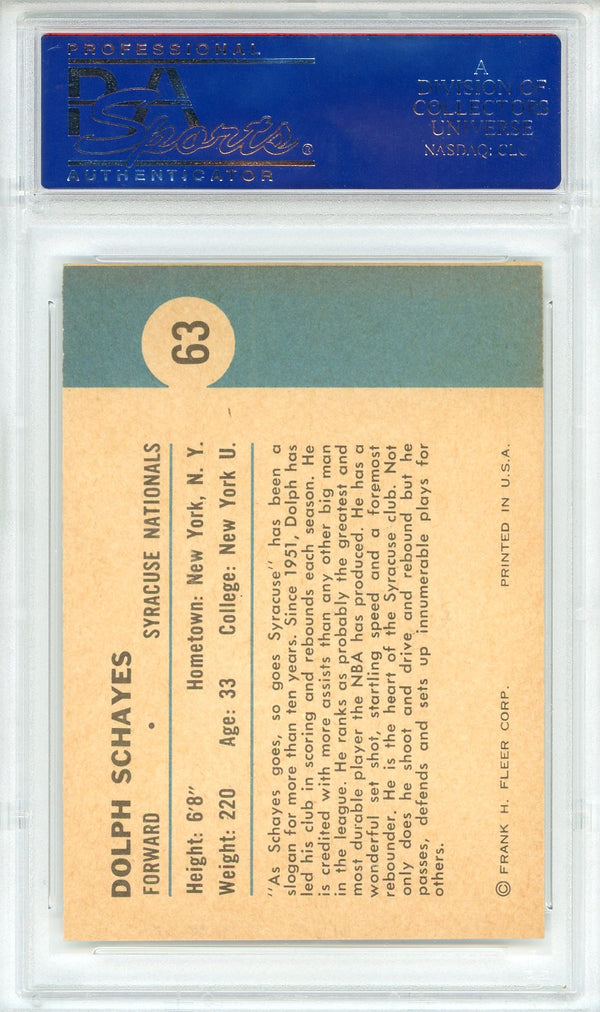 PROFESSIONAL
PSA
Sports®
AUTHENTICATOR
A
DIVISION OF
COLLECTORS
UNIVERSE
NASDAQ: CLCT
63
DOLPH SCHAYES
FORWARD • SYRACUSE NATIONALS
Height: 6'8" Hometown: New York, N. Y.
Weight: 220 Age: 33 College: New York U.
"As Schayes goes, so goes Syracuse" has been a
slogan for more than ten years. Since 1951, Dolph has
led his club in scoring and rebounds each season. He
is credited with more assists than any other big man
in the league. He ranks as probably the greatest and
most durable player the NBA has produced. He has a
wonderful set shot, startling speed and a foremost
rebounder. He is the heart of the Syracuse club. Not
only does he shoot and drive and rebound but he
passes, defends and sets up innumerable plays for
others.
© FRANK H. FLEER CORP. PRINTED IN U.S.A.